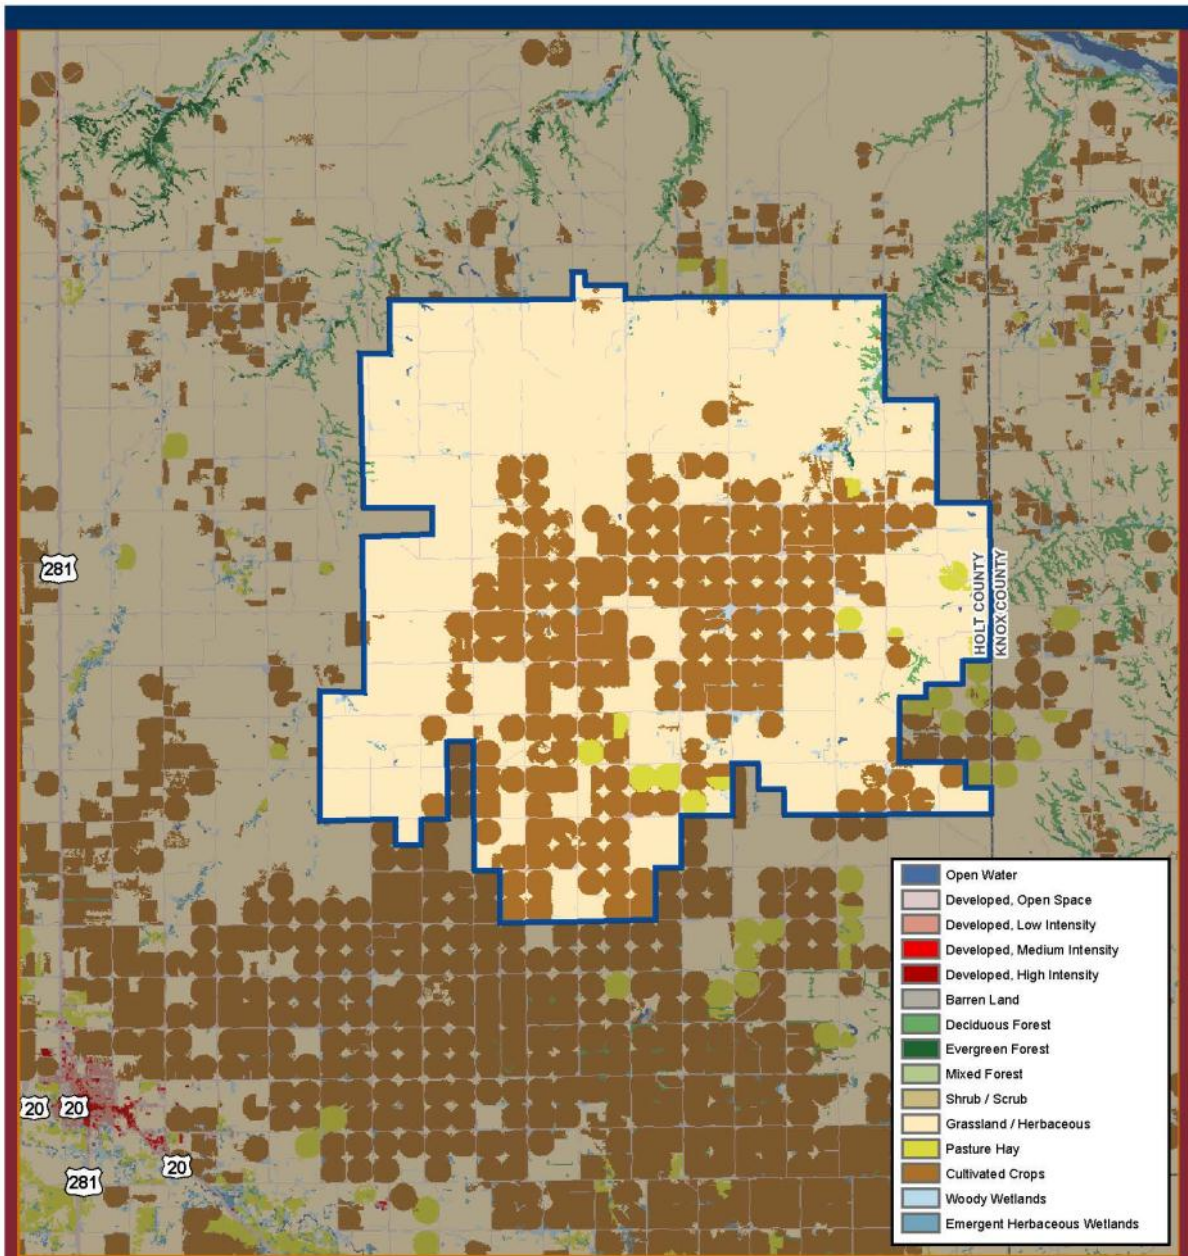 281
HOLT COUNTY
KNOX COUNTY
Open Water
Developed, Open Space
Developed, Low Intensity
Developed, Medium Intensity
Developed, High Intensity
Barren Land
Deciduous Forest
Evergreen Forest
Mixed Forest
Shrub / Scrub
Grassland / Herbaceous
Pasture Hay
Cultivated Crops
Woody Wetlands
Emergent Herbaceous Wetlands
20 20
20
281